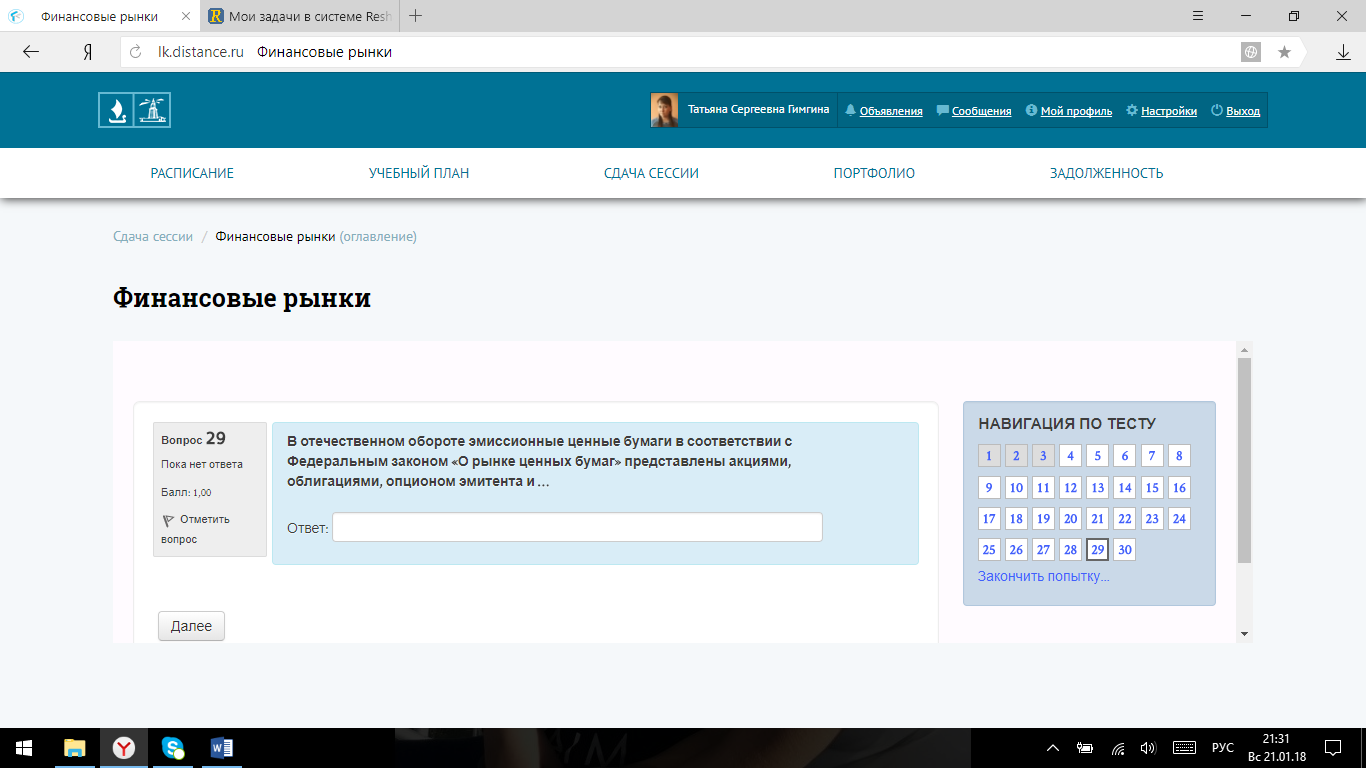 Финансовые рынки
Мои задачи в системе Resh
lk.distance.ru Финансовые рынки
Татьяна Сергеевна Гимгина Объявления Сообщения Мой профиль Настройки Выход
РАСПИСАНИЕ УЧЕБНЫЙ ПЛАН СДАЧА СЕССИИ ПОРТФОЛИО ЗАДОЛЖЕННОСТЬ
Сдача сессии / Финансовые рынки (оглавление)
Финансовые рынки
Вопрос 29
Пока нет ответа
Балл: 1,00
Отметить
вопрос
В отечественном обороте эмиссионные ценные бумаги в соответствии с
Федеральным законом «О рынке ценных бумаг» представлены акциями,
облигациями, опционом эмитента и ...
Ответ:
Далее
НАВИГАЦИЯ ПО ТЕСТУ
1 2 3 4 5 6 7 8
9 10 11 12 13 14 15 16
17 18 19 20 21 22 23 24
25 26 27 28 29 30
Закончить попытку...
РУС
21:31
Вс 21.01.18